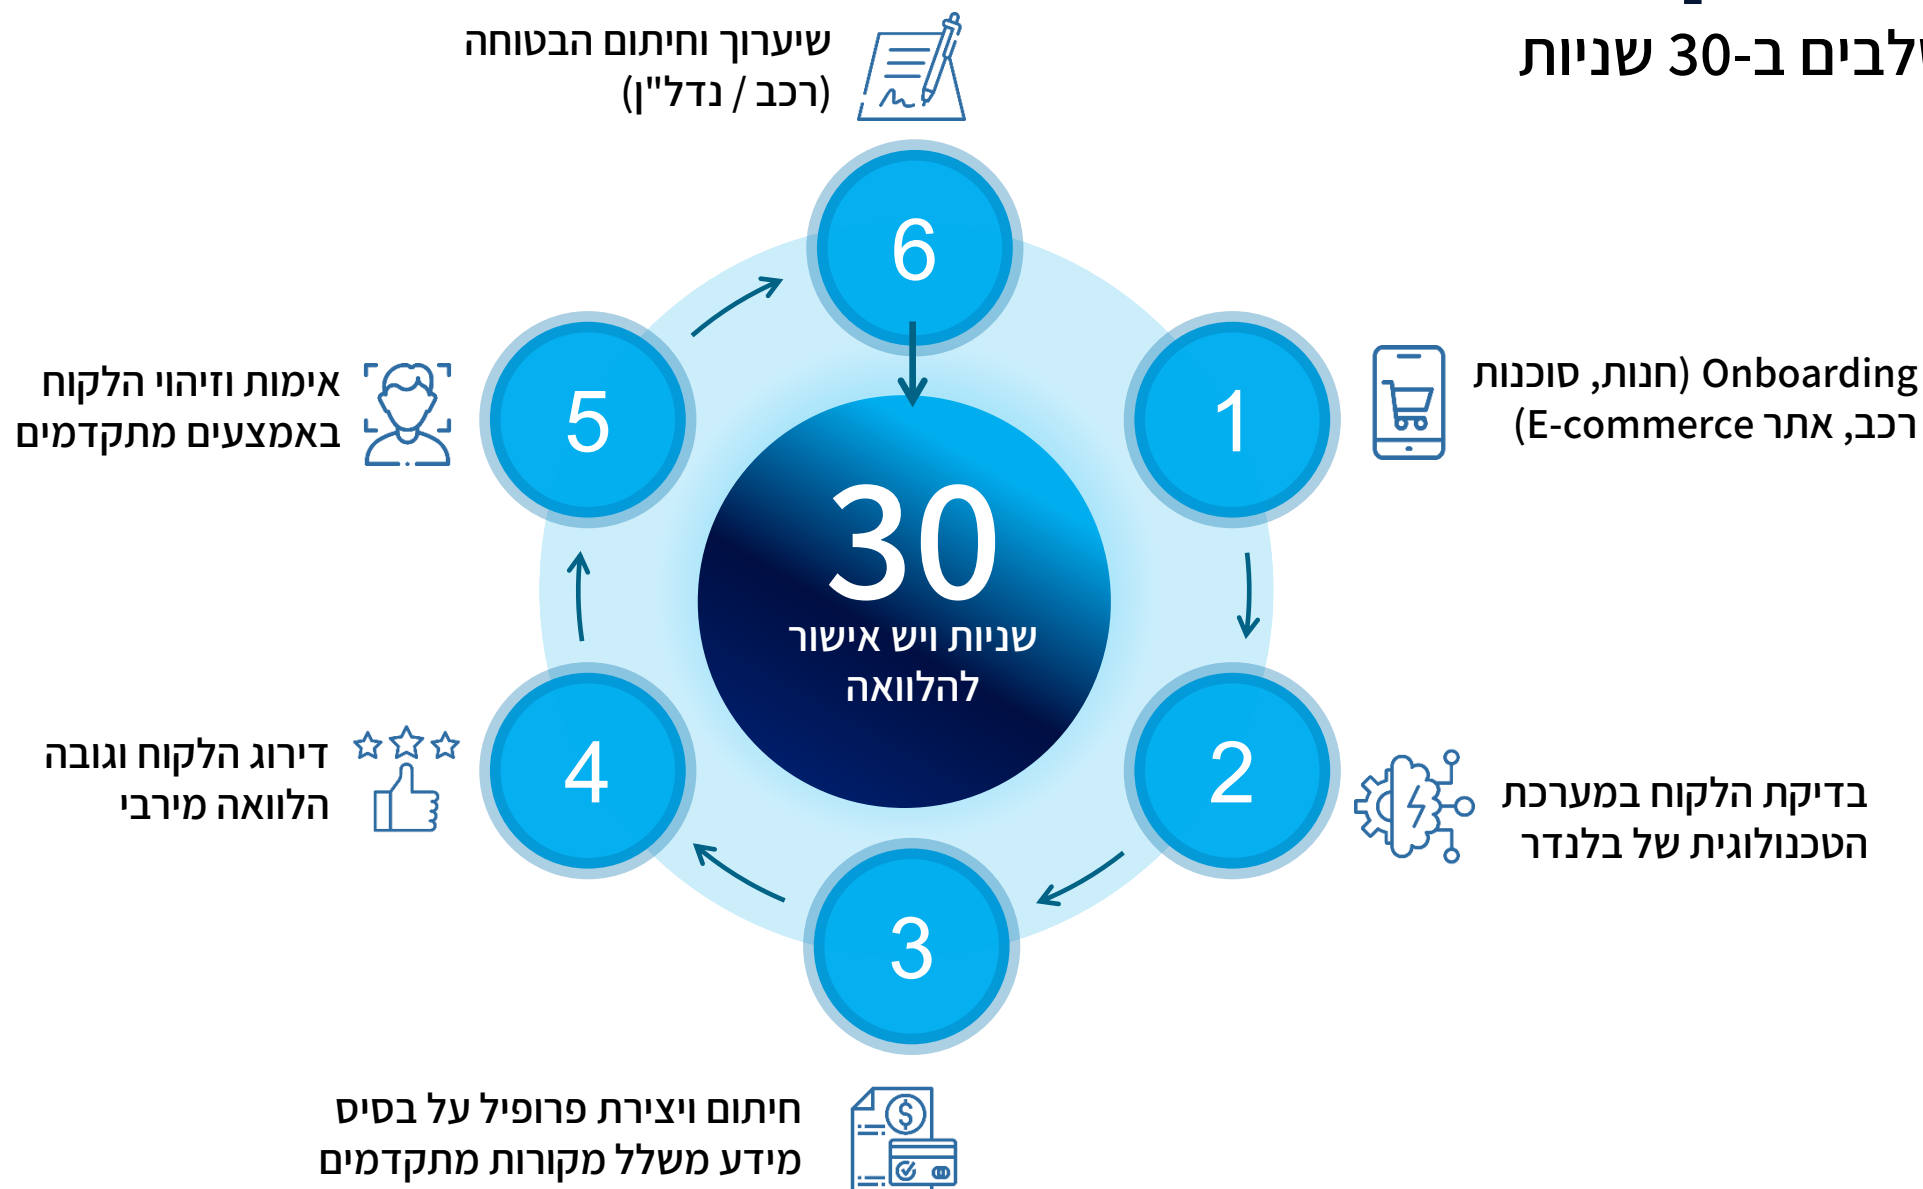 ב-30 שניות
שיערוך וחיתום הבטוחה
(רכב / נדל"ן)
6
1
Onboarding (חנות, סוכנות
רכב, אתר E-commerce)
2
בדיקת הלקוח במערכת
הטכנולוגית של בלנדר
3
חיתום ויצירת פרופיל על בסיס
מידע משלל מקורות מתקדמים
4
דירוג הלקוח וגובה
הלוואה מירבי
5
אימות וזיהוי הלקוח
באמצעים מתקדמים
30
שניות ויש אישור
להלוואה
$